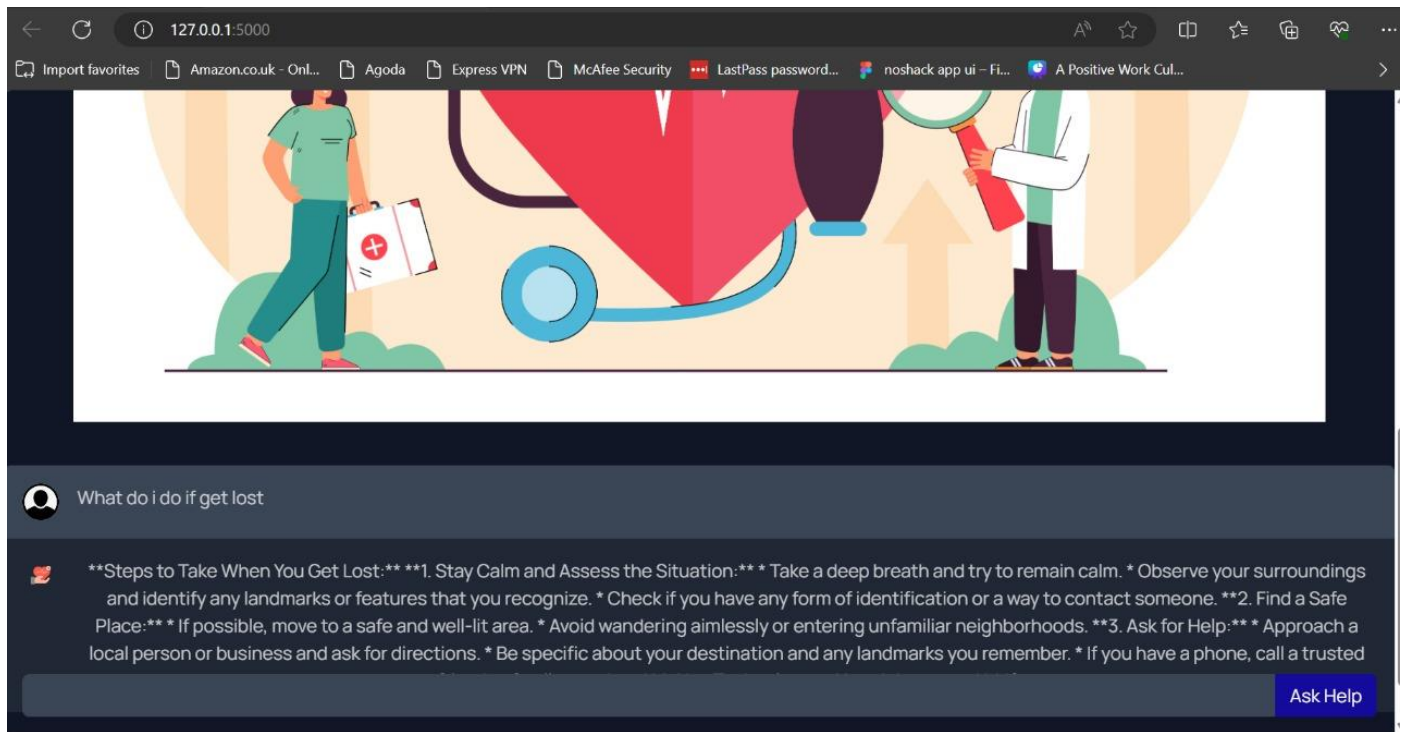 127.0.0.1:5000
Import favorites Amazon.co.uk - Onl... Agoda Express VPN McAfee Security LastPass password... noshack app ui – Fi... A Positive Work Cul...
What do i do if get lost
**Steps to Take When You Get Lost:** **1. Stay Calm and Assess the Situation:** * Take a deep breath and try to remain calm. * Observe your surroundings
and identify any landmarks or features that you recognize. * Check if you have any form of identification or a way to contact someone. **2. Find a Safe
Place:** * If possible, move to a safe and well-lit area. * Avoid wandering aimlessly or entering unfamiliar neighborhoods. **3. Ask for Help:** * Approach a
local person or business and ask for directions. * Be specific about your destination and any landmarks you remember. * If you have a phone, call a trusted
Ask Help